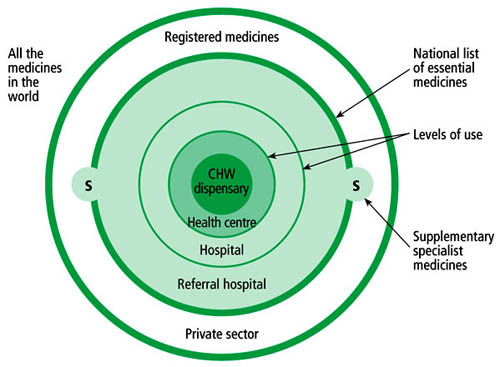 All the
medicines
in the
world
Registered medicines
National list
of essential
medicines
Levels of use
S
CHW
dispensary
S
Health centre
Hospital
Supplementary
specialist
medicines
Referral hospital
Private sector